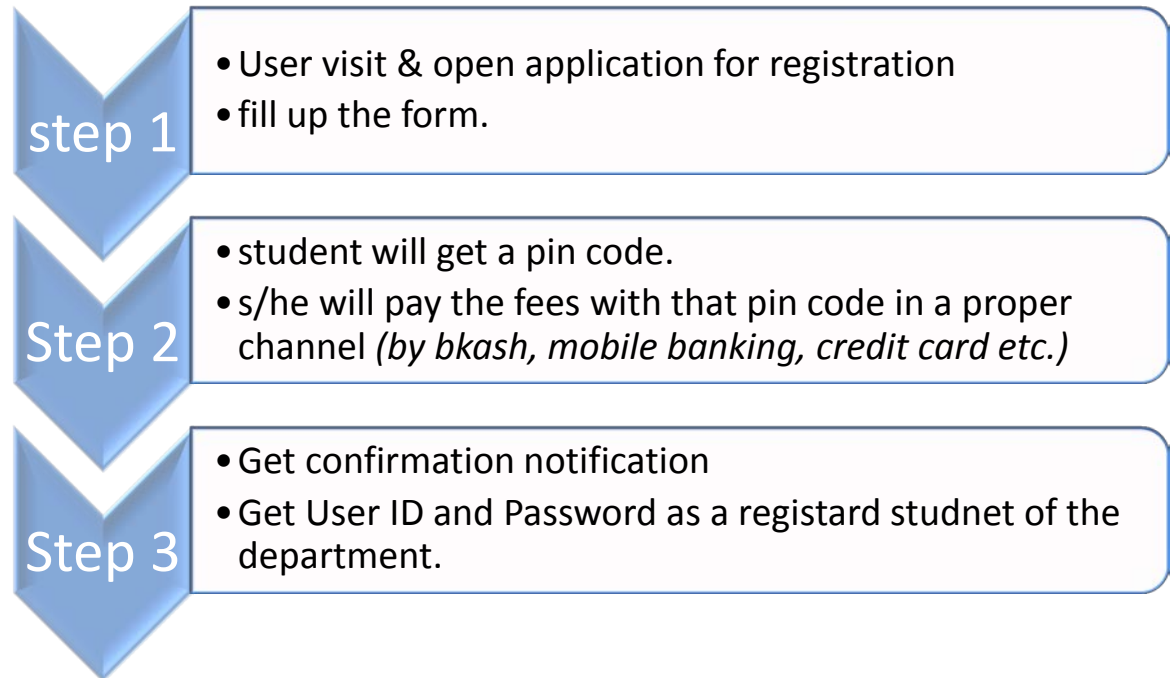 step 1
• User visit & open application for registration
• fill up the form.
Step 2
• student will get a pin code.
• s/he will pay the fees with that pin code in a proper
channel (by bkash, mobile banking, credit card etc.)
Step 3
• Get confirmation notification
• Get User ID and Password as a registard studnet of the
department.